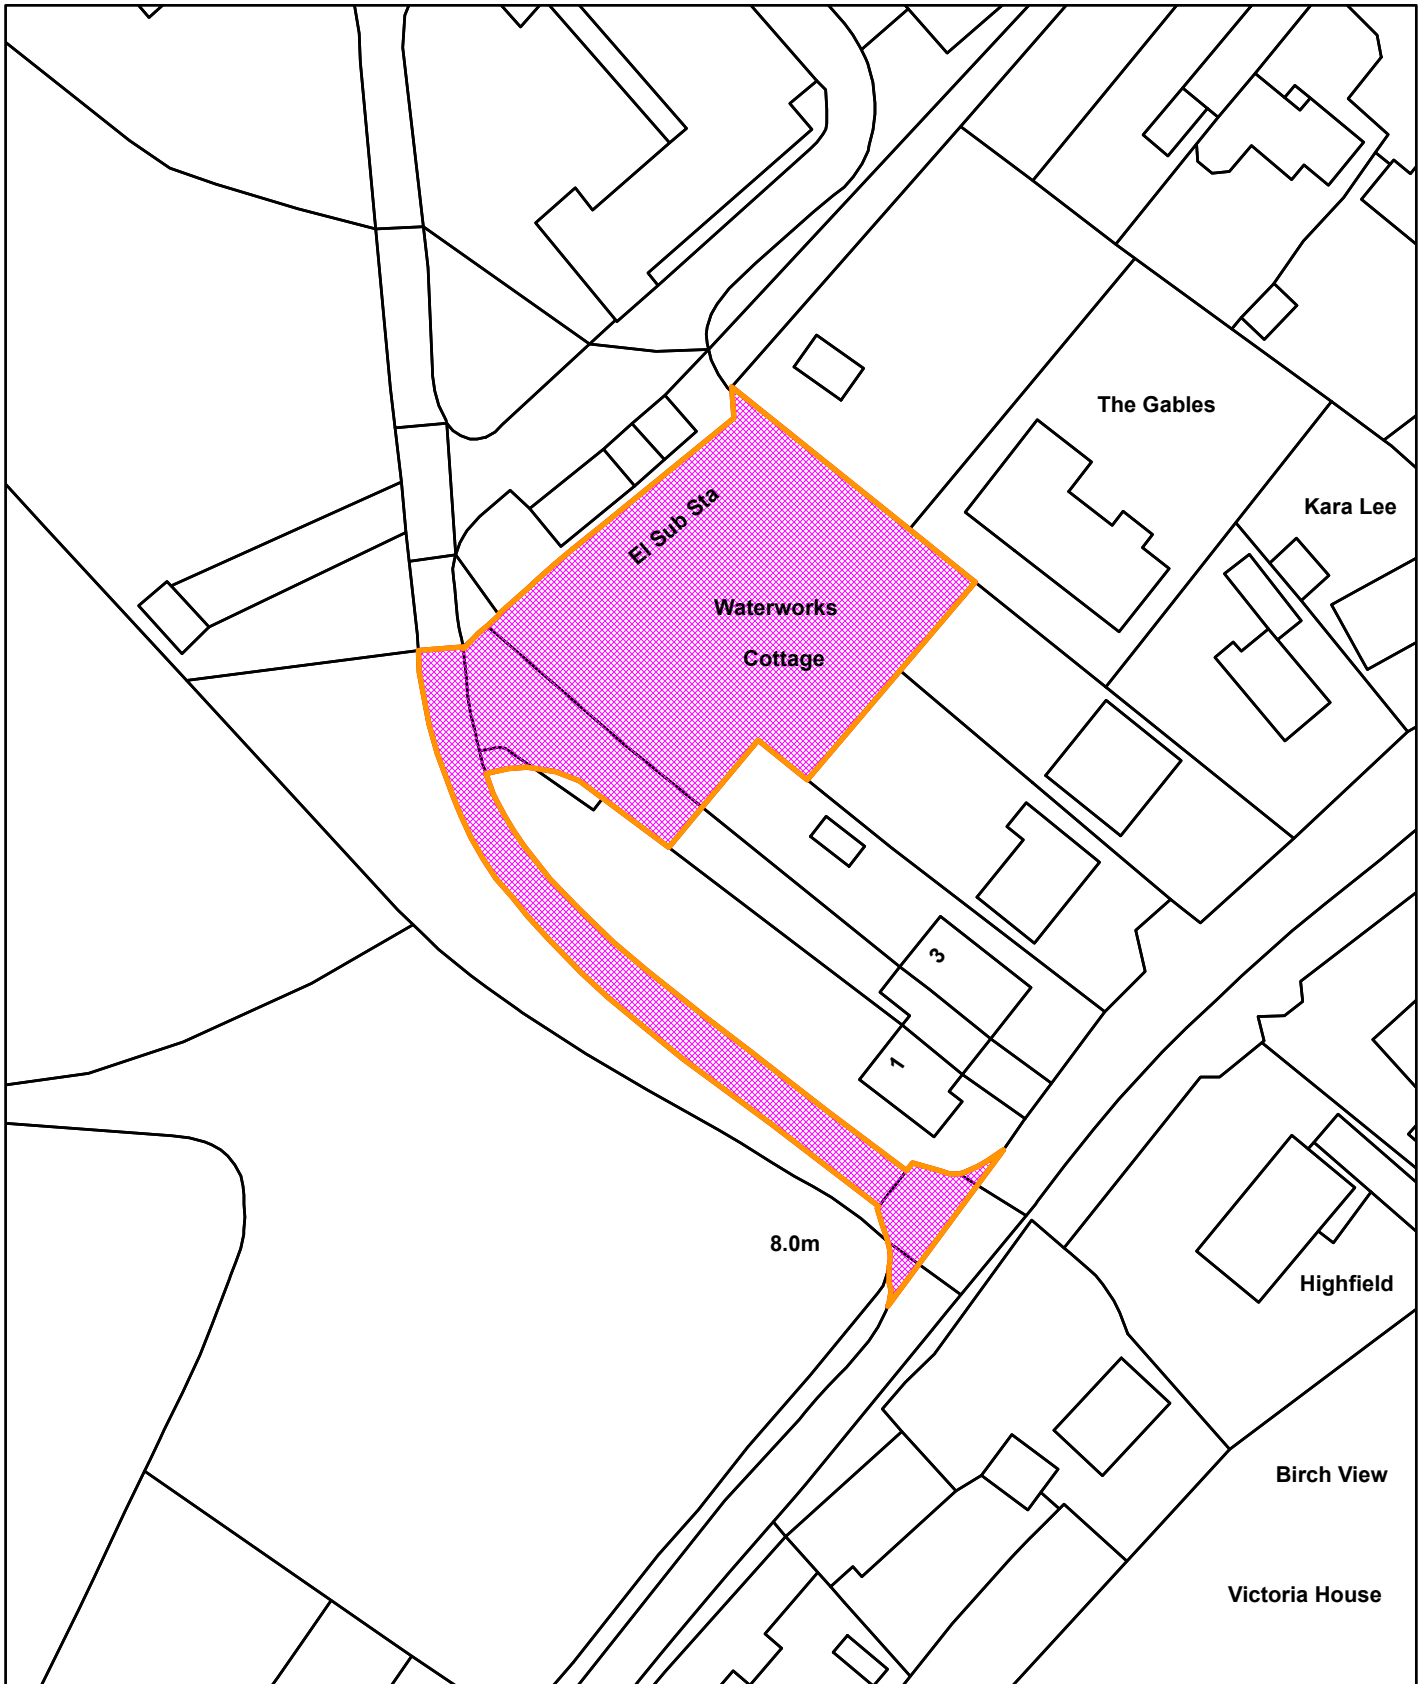 The Gables
Kara Lee
El Sub Sta
Waterworks
Cottage
3
1
8.0m
Highfield
Birch View
Victoria House